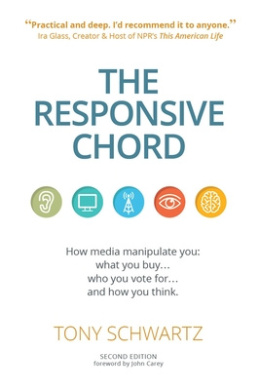 “Practical and deep. I'd recommend it to anyone.”
Ira Glass, Creator & Host of NPR's This American Life
THE
RESPONSIVE
CHORD
How media manipulate you:
what you buy...
who you vote for...
and how you think.
TONY SCHWARTZ
SECOND EDITION
foreword by John Carey